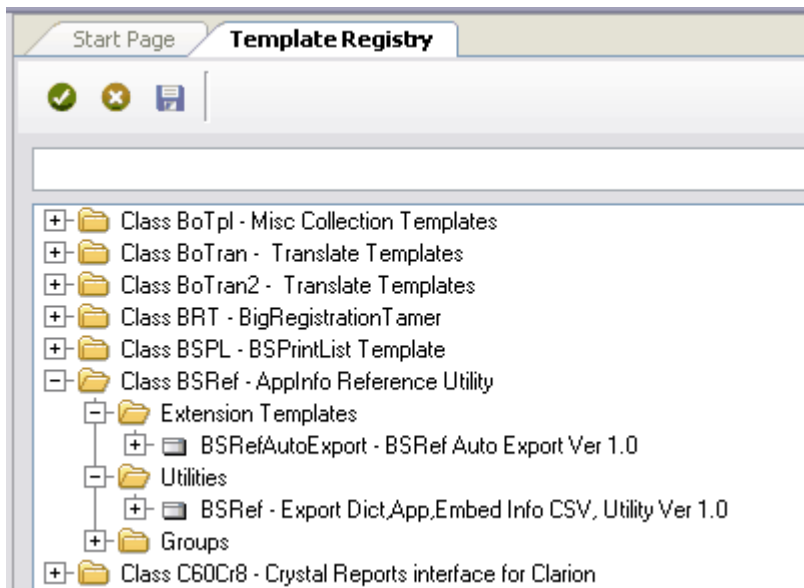 Start Page Template Registry
Class BoTpl - Misc Collection Templates
Class BoTran - Translate Templates
Class BoTran2 - Translate Templates
Class BRT - BigRegistrationTamer
Class BSPL - BSPrintList Template
Class BSRef - AppInfo Reference Utility
Extension Templates
BSRefAutoExport - BSRef Auto Export Ver 1.0
Utilities
BSRef - Export Dict,App,Embed Info CSV, Utility Ver 1.0
Groups
Class C60Cr8 - Crystal Reports interface for Clarion